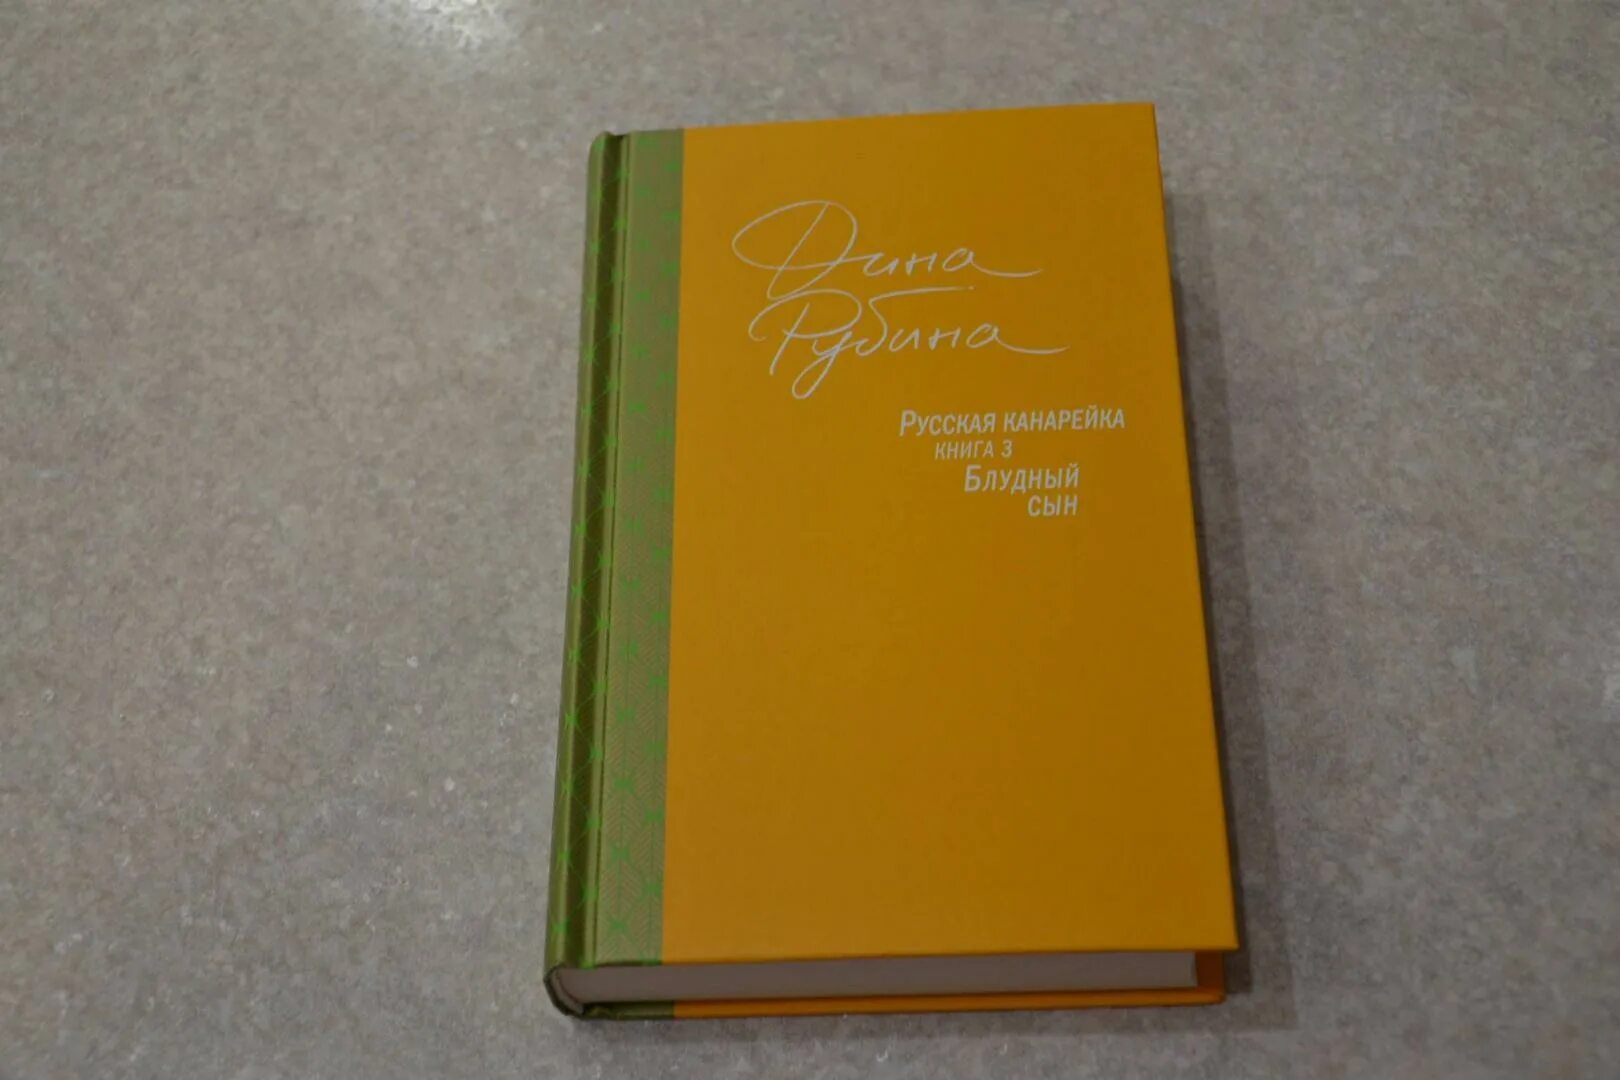 Дина
Рубина
Русская канарейка
книга 3
Блудный
сын